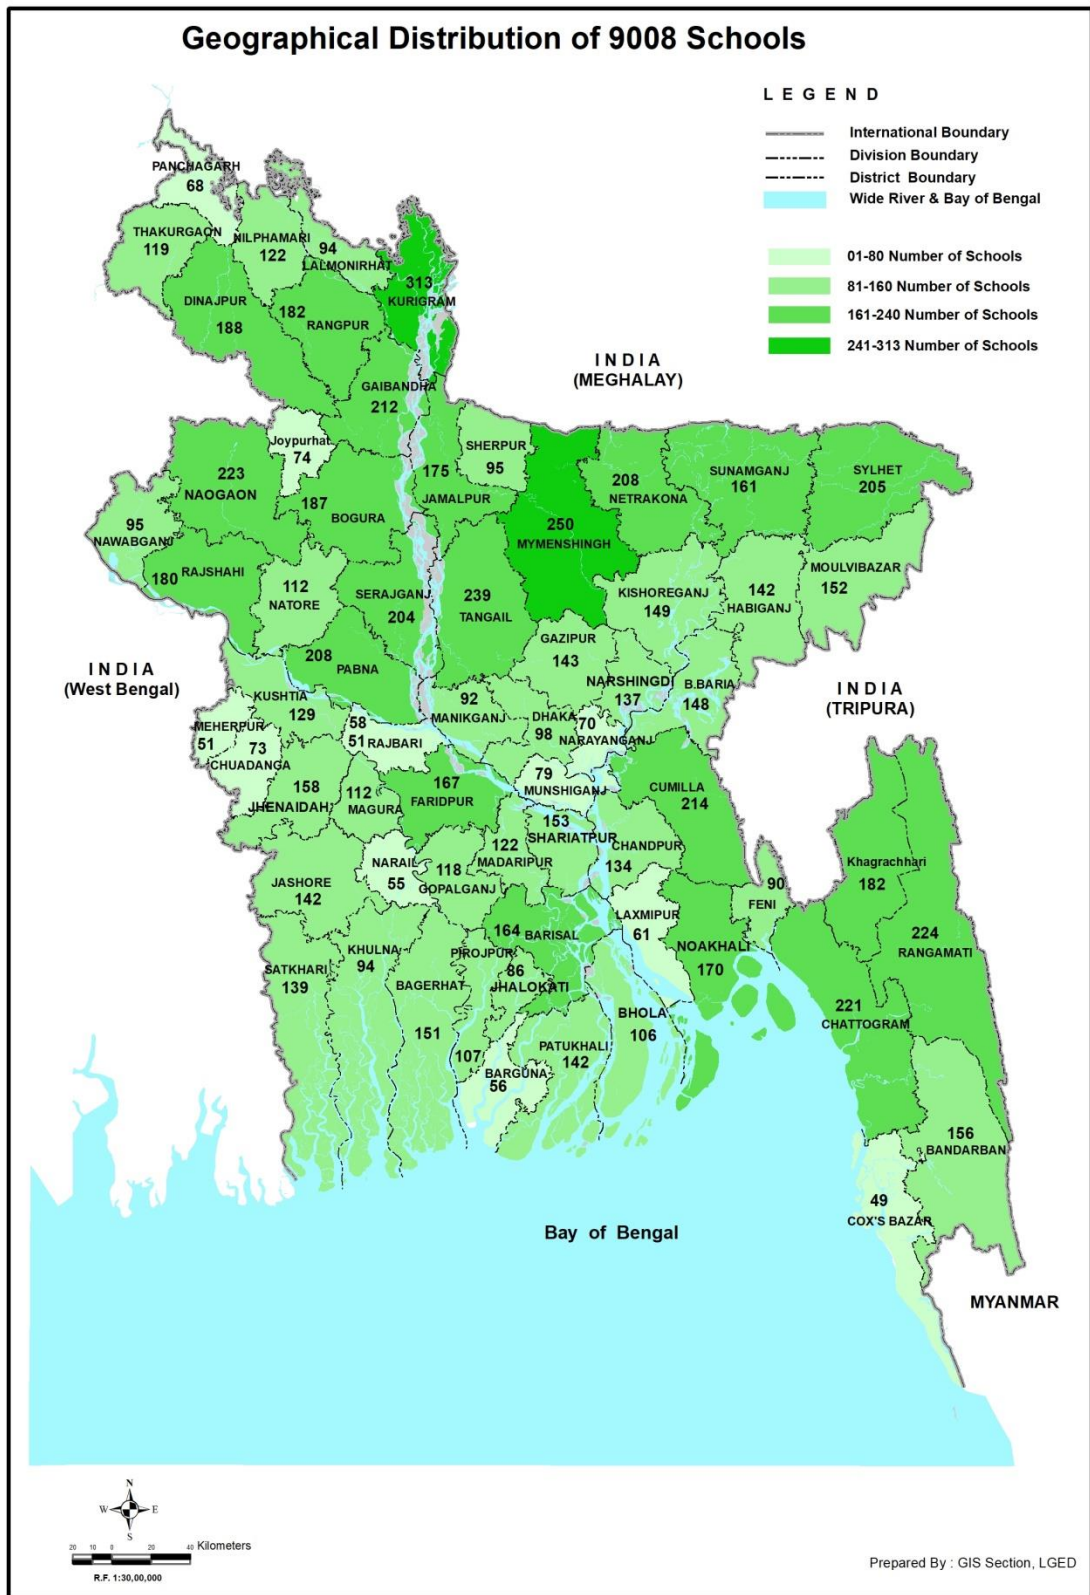 Geographical Distribution of 9008 Schools
L E G E N D
International Boundary
Division Boundary
District Boundary
Wide River & Bay of Bengal
01-80 Number of Schools
81-160 Number of Schools
161-240 Number of Schools
241-313 Number of Schools
PANCHAGARH
68
THAKURGAON
119
NILPHAMARI
122
94
LALMONIRHAT
313
KURIGRAM
DINAJPUR
188
182
RANGPUR
GAIBANDHA
212
INDIA
(MEGHALAY)
Joypurhat
74
223
NAOGAON
187
BOGURA
175
JAMALPUR
SHERPUR
95
250
MYMENSHINGH
208
NETRAKONA
SUNAMGANJ
161
SYLHET
205
95
NAWABGANJ
180
RAJSHAHI
112
NATORE
SERAJGANJ
204
239
TANGAIL
KISHOREGANJ
149
142
HABIGANJ
MOULVIBAZAR
152
INDIA
(West Bengal)
208
PABNA
GAZIPUR
143
NARSHINGDI
137
B.BARIA
148
INDIA
(TRIPURA)
KUSHTIA
129
MEHERPUR
51
73
CHUADANGA
58
51
RAJBARI
92
MANIKGANJ
DHAKA
98
70
NARAYANGANJ
79
MUNSHIGANJ
CUMILLA
214
158
JHENAIDAH
112
MAGURA
167
FARIDPUR
153
SHARIATPUR
122
MADARIPUR
CHANDPUR
134
Khagrachhari
182
NARAIL
55
118
GOPALGANJ
JASHORE
142
90
FENI
224
RANGAMATI
LAXMIPUR
61
NOAKHALI
170
164
BARISAL
KHULNA
94
SATKHARI
139
BAGERHAT
151
PIROJPUR
107
86
JHALOKATI
BHOLA
106
221
CHATTOGRAM
PATUKHALI
142
BARGUNA
56
156
BANDARBAN
49
COX'S BAZAR
Bay of Bengal
MYANMAR
N
W
E
S
20 10 0 20 40 Kilometers
R.F. 1:30,00,000
Prepared By : GIS Section, LGED